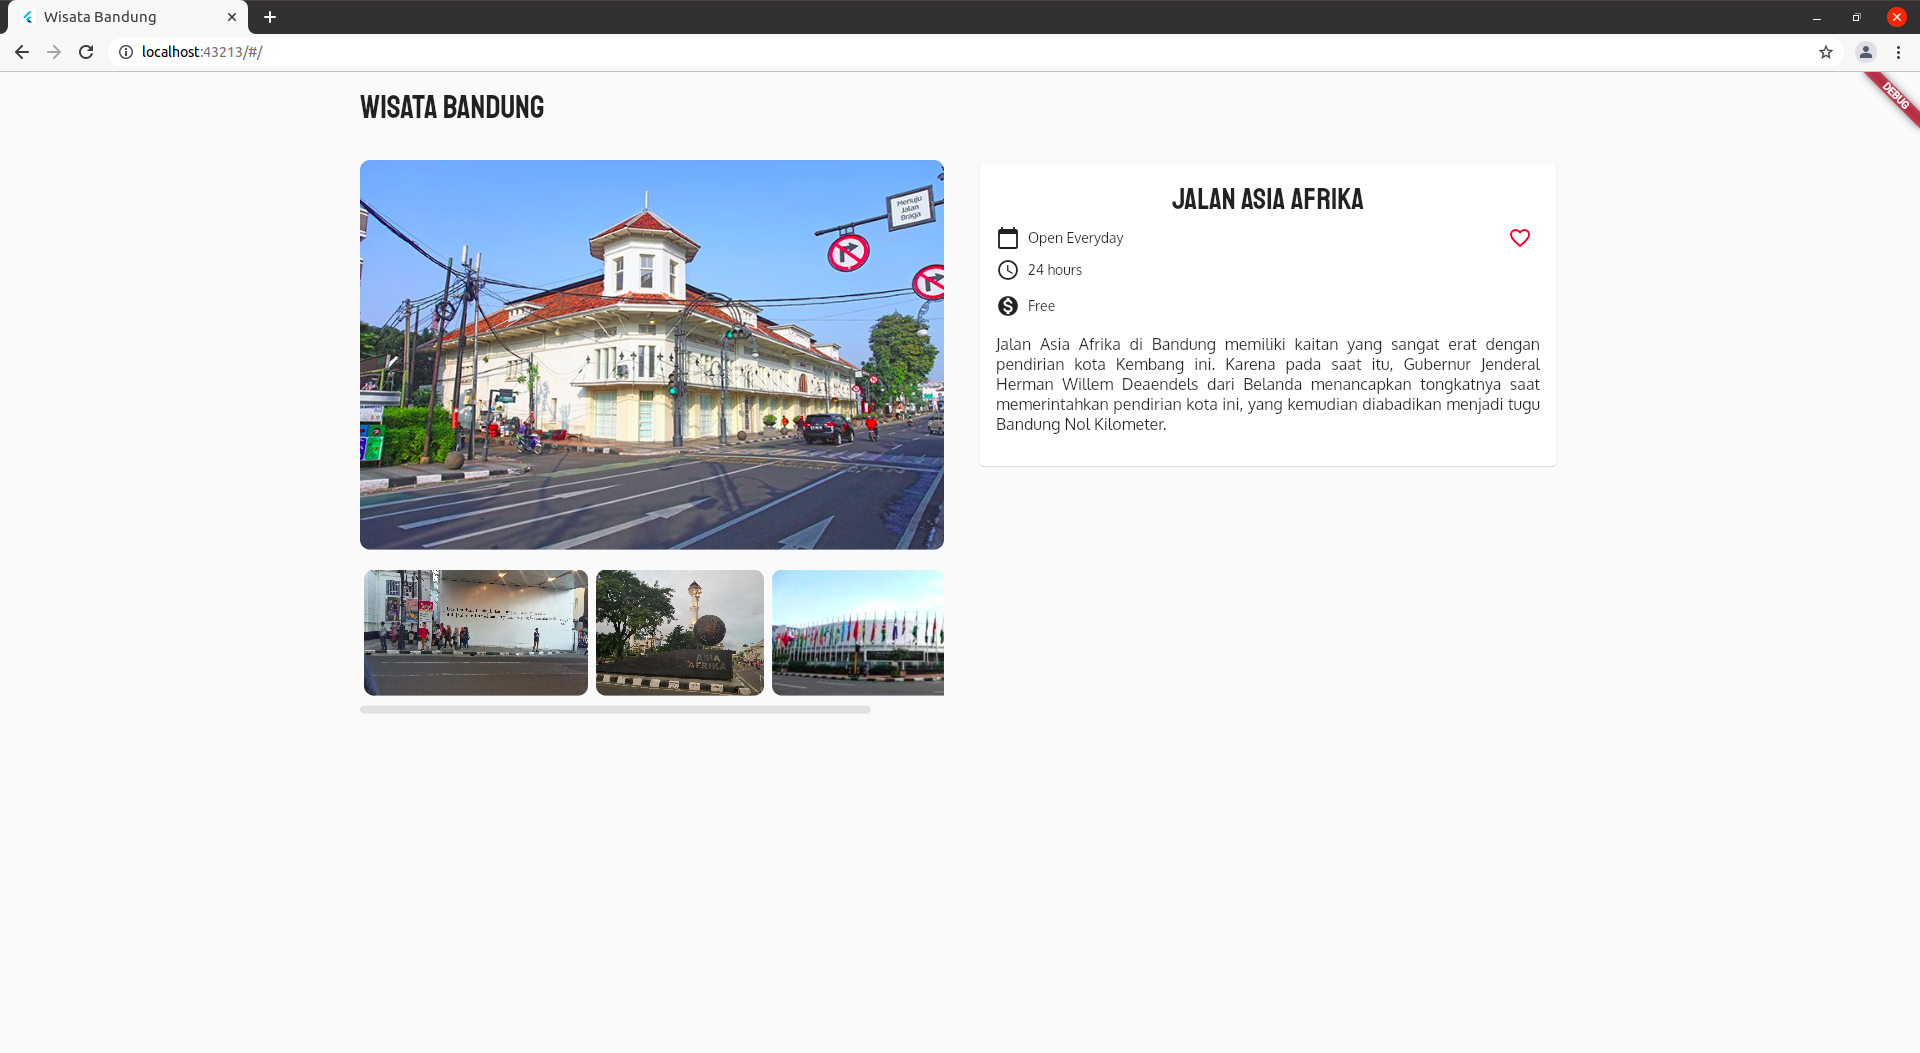 Wisata Bandung
localhost:43213/#/
DEBUG
WISATA BANDUNG
Menuju
Jalan
Braga
JALAN ASIA AFRIKA
Open Everyday
24 hours
Free
Jalan Asia Afrika di Bandung memiliki kaitan yang sangat erat dengan
pendirian kota Kembang ini. Karena pada saat itu, Gubernur Jenderal
Herman Willem Deaendels dari Belanda menancapkan tongkatnya saat
memerintahkan pendirian kota ini, yang kemudian diabadikan menjadi tugu
Bandung Nol Kilometer.
ASIA
AFRIKA